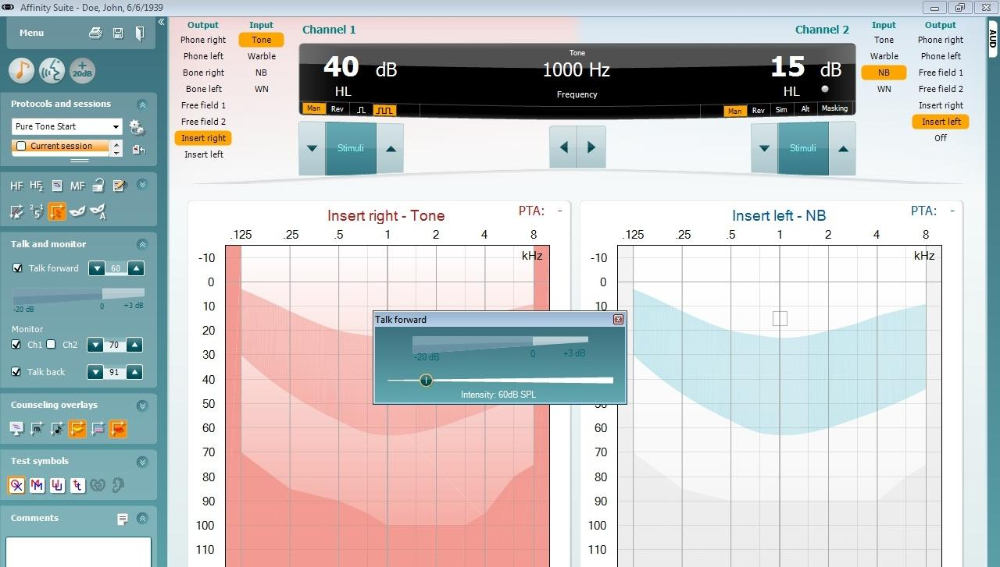 Affinity Suite - Doe, John, 6/6/1939
Menu
+
20dB
Protocols and sessions
Pure Tone Start
Current session
HF HFz MF
2 5 1
A
Talk and monitor
Talk forward 60
-20 dB 0 +3 dB
Monitor
Ch1 Ch2 70
Talk back 91
Counseling overlays
Test symbols
Comments
Output
Phone right
Phone left
Bone right
Bone left
Free field 1
Free field 2
Insert right
Insert left
Input
Tone
Warble
NB
WN
Channel 1
40 dB
HL
Man Rev
Tone
1000 Hz
Frequency
Channel 2
15 dB
HL
Man Rev Sim Alt Masking
Stimuli
Stimuli
Input
Tone
Warble
NB
WN
Output
Phone right
Phone left
Free field 1
Free field 2
Insert right
Insert left
Off
AUD
Insert right - Tone PTA: -
.125 .25 .5 1 2 4 8
kHz
-10
0
10
20
30
40
50
60
70
80
90
100
110
Talk forward
-20 dB 0 +3 dB
Intensity: 60dB SPL
Insert left - NB PTA: -
.125 .25 .5 1 2 4 8
kHz
-10
0
10
50
60
70
80
90
100
110